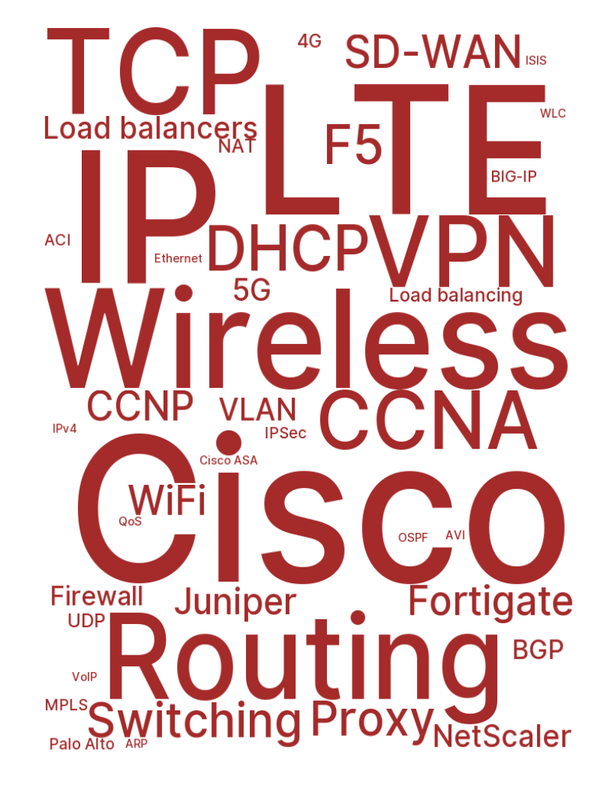 TCP
4G
SD-WAN
ISIS
LTE
WLC
Load balancers
NAT
F5
BIG-IP
IP
ACI
Ethernet
DHCP
VPN
5G
Load balancing
Wireless
CCNP
VLAN
CCNA
IPv4
IPSec
Cisco
Cisco ASA
WiFi
QoS
OSPF
AVI
Firewall
Juniper
Fortigate
UDP
Routing
BGP
VoIP
MPLS
Switching
Proxy
NetScaler
Palo Alto
ARP